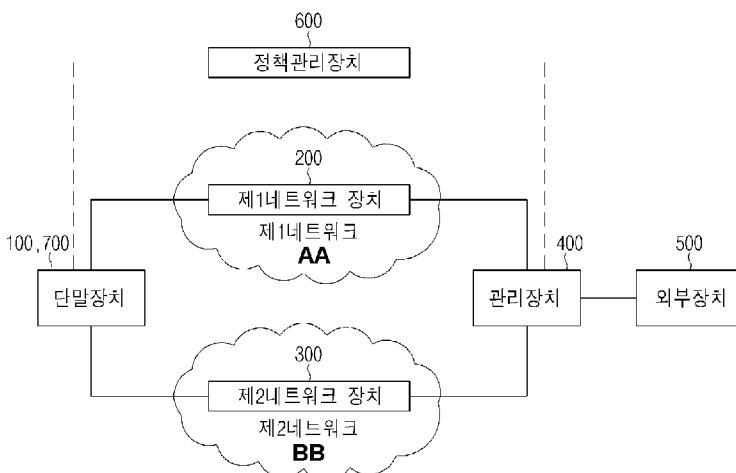 600
정책관리장치
200
제1네트워크 장치
제1네트워크
AA
100,700
단말장치
400
관리장치
500
외부장치
300
제2네트워크 장치
제2네트워크
BB